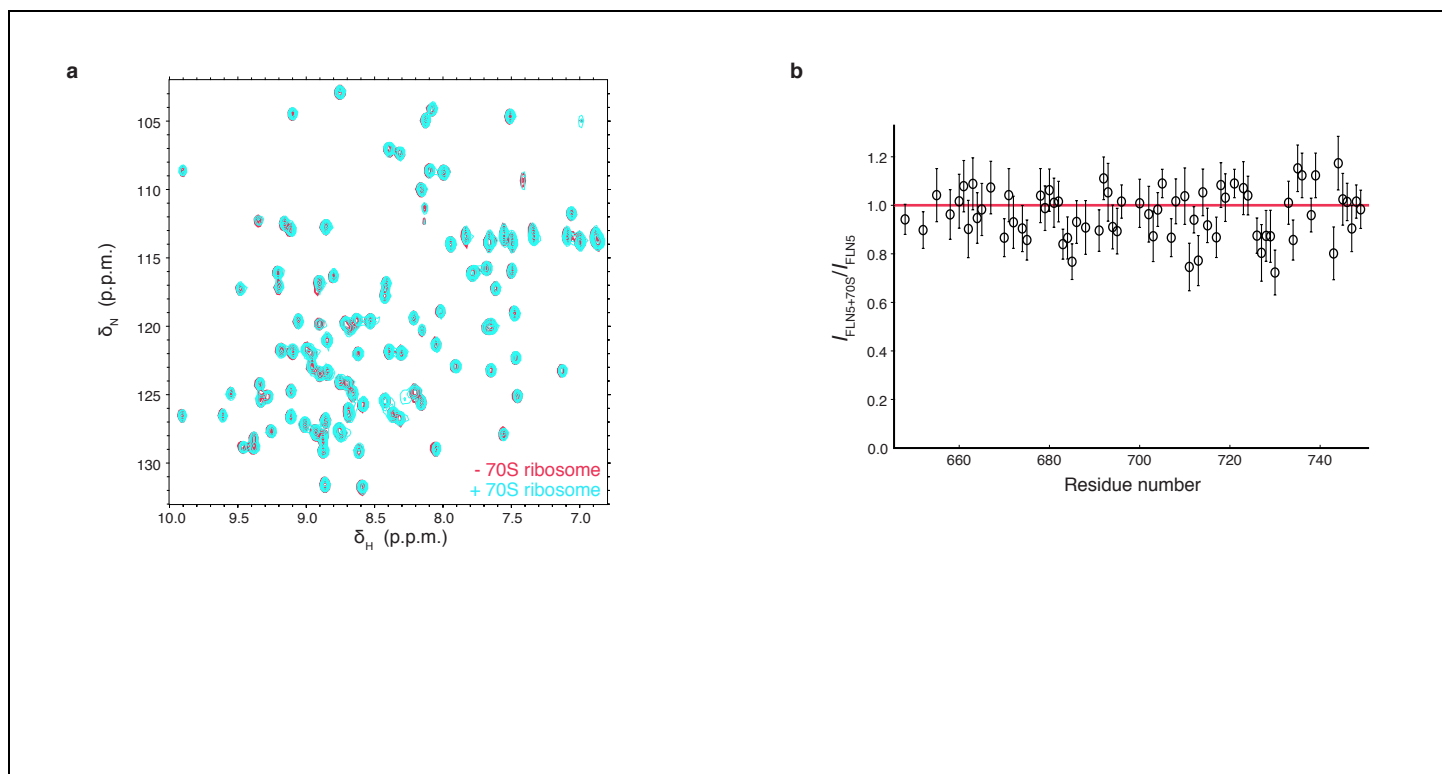 a
b
105
110
115
120
125
130
δN (p.p.m.)
10.0 9.5 9.0 8.5 8.0 7.5 7.0
δH (p.p.m.)
- 70S ribosome
+ 70S ribosome
1.2
1.0
0.8
0.6
0.4
0.2
0.0
IFLN5+70S/IFLN5
660 680 700 720 740
Residue number